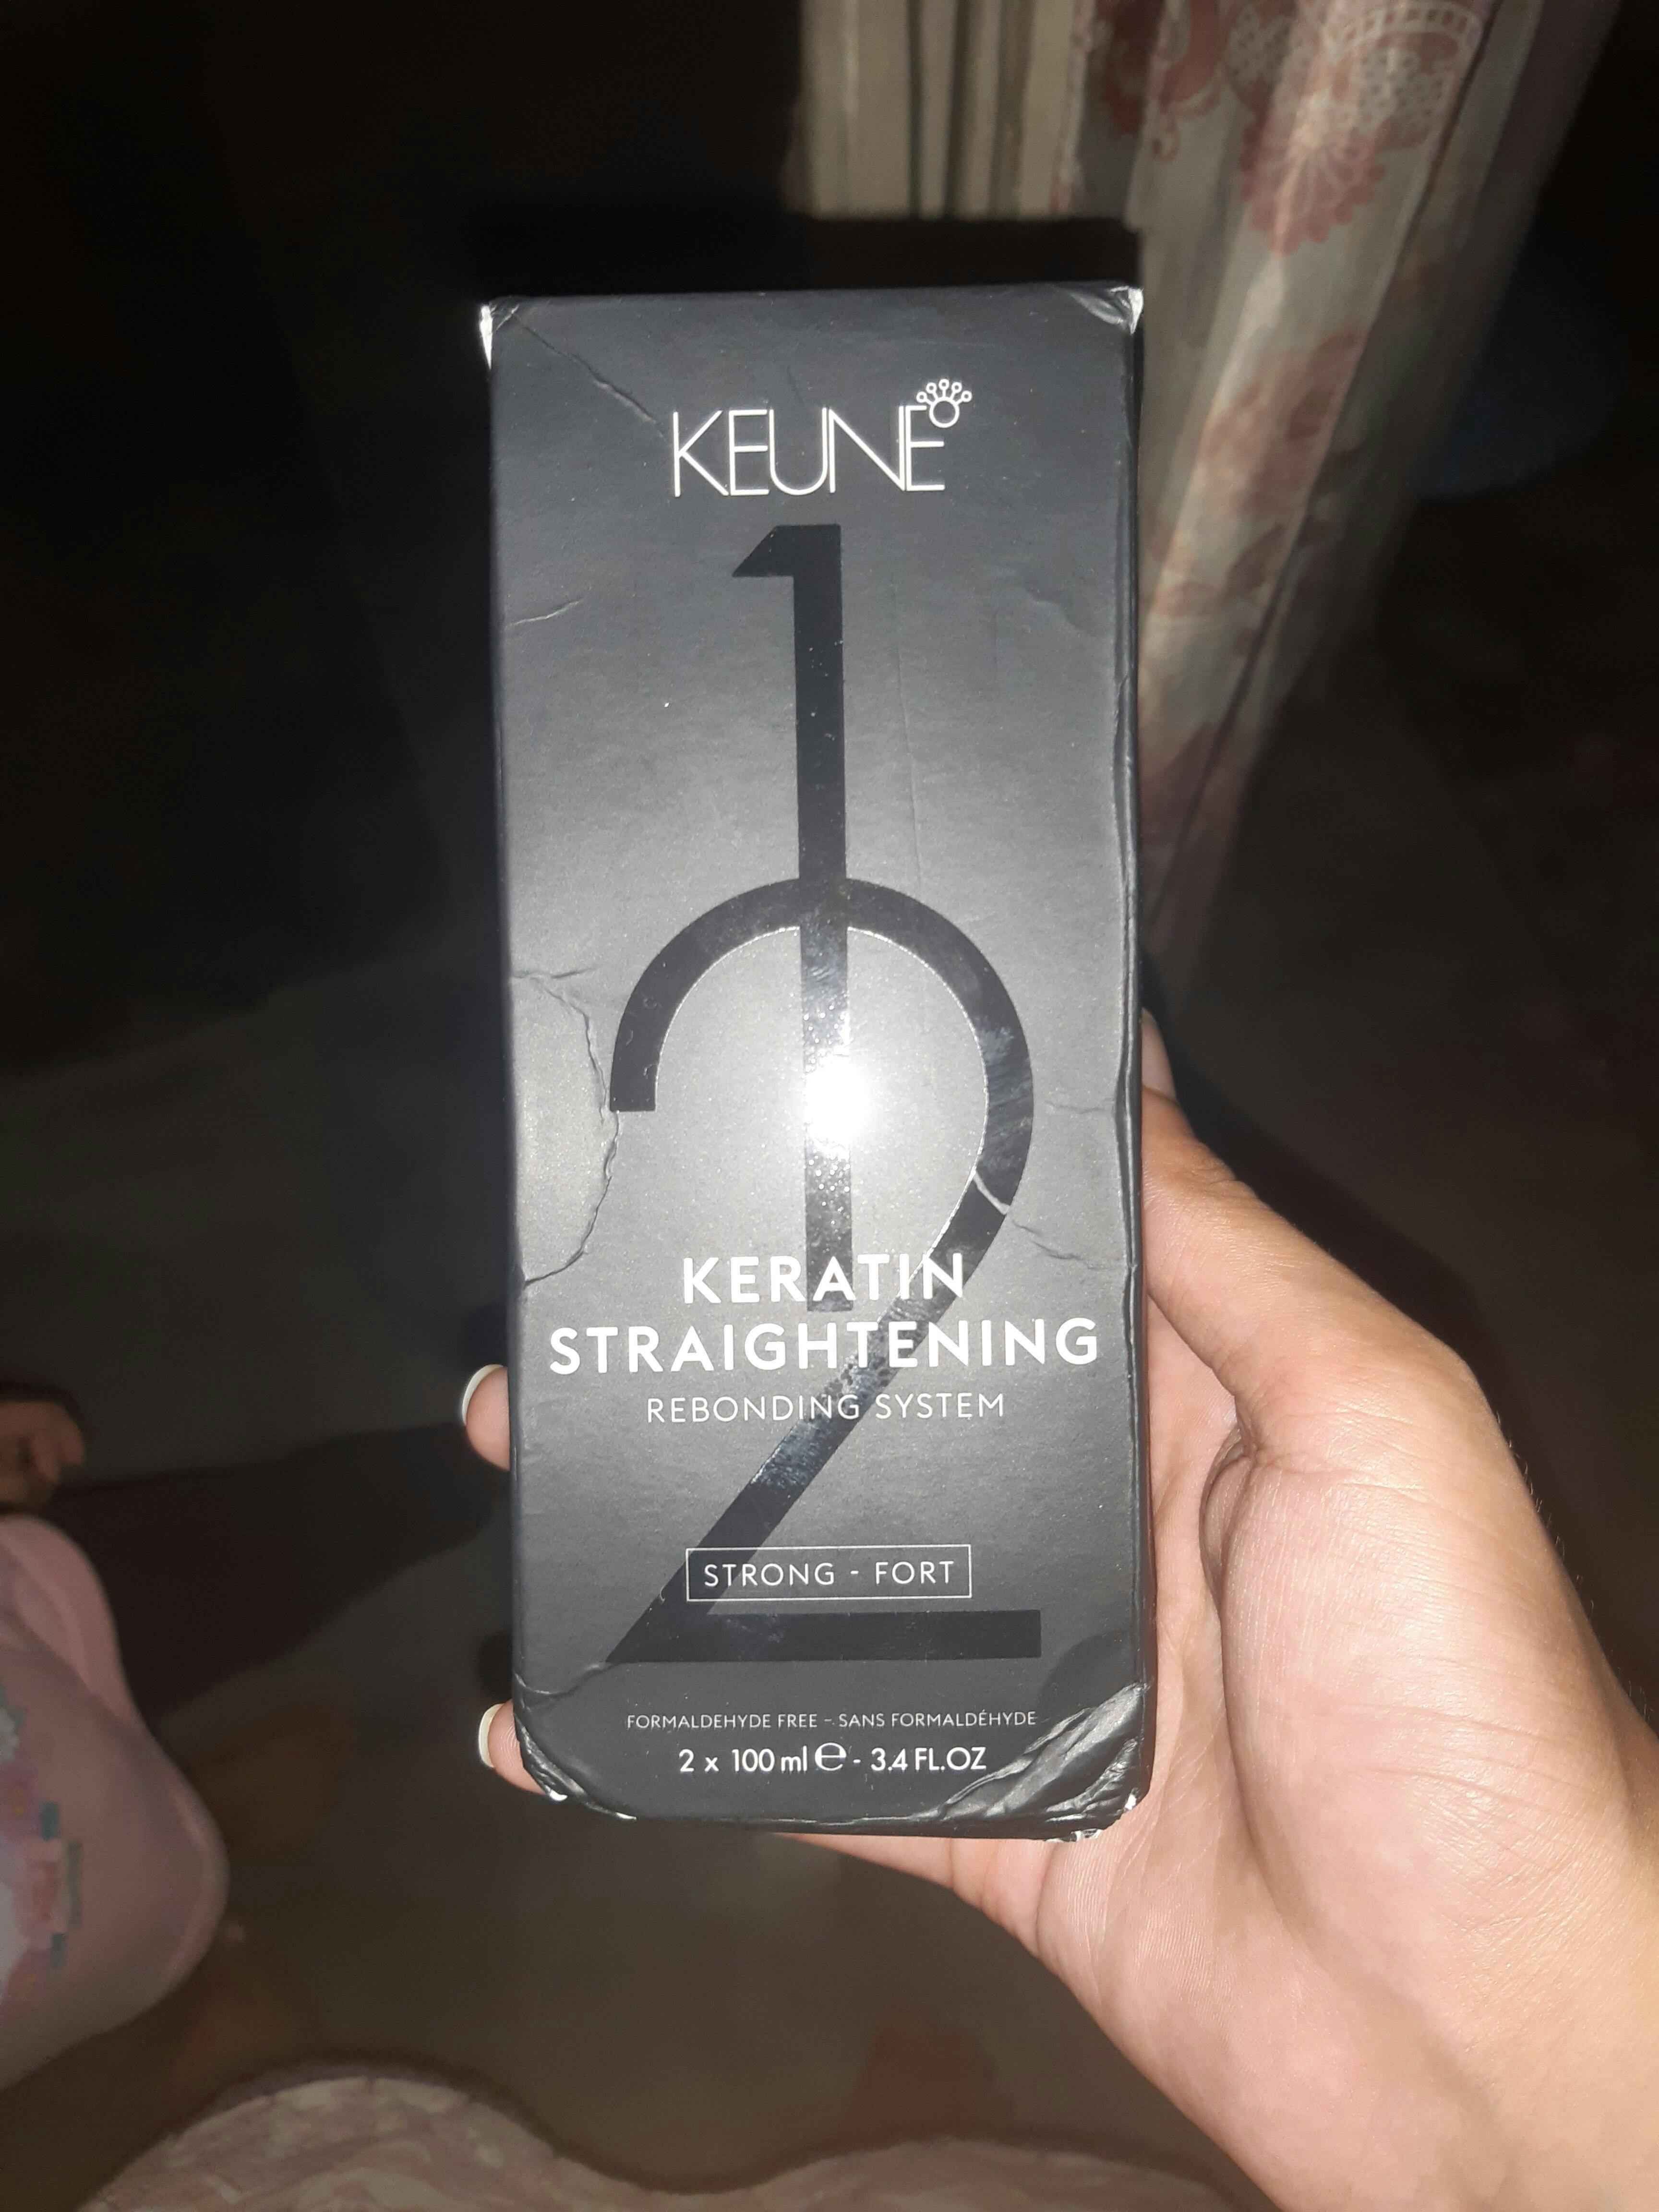 KEUNE
1
2
KERATIN
STRAIGHTENING
REBONDING SYSTEM
STRONG - FORT
FORMALDEHYDE FREE - SANS FORMALDÉHYDE
2 x 100 ml ℮ - 3.4 FL.OZ